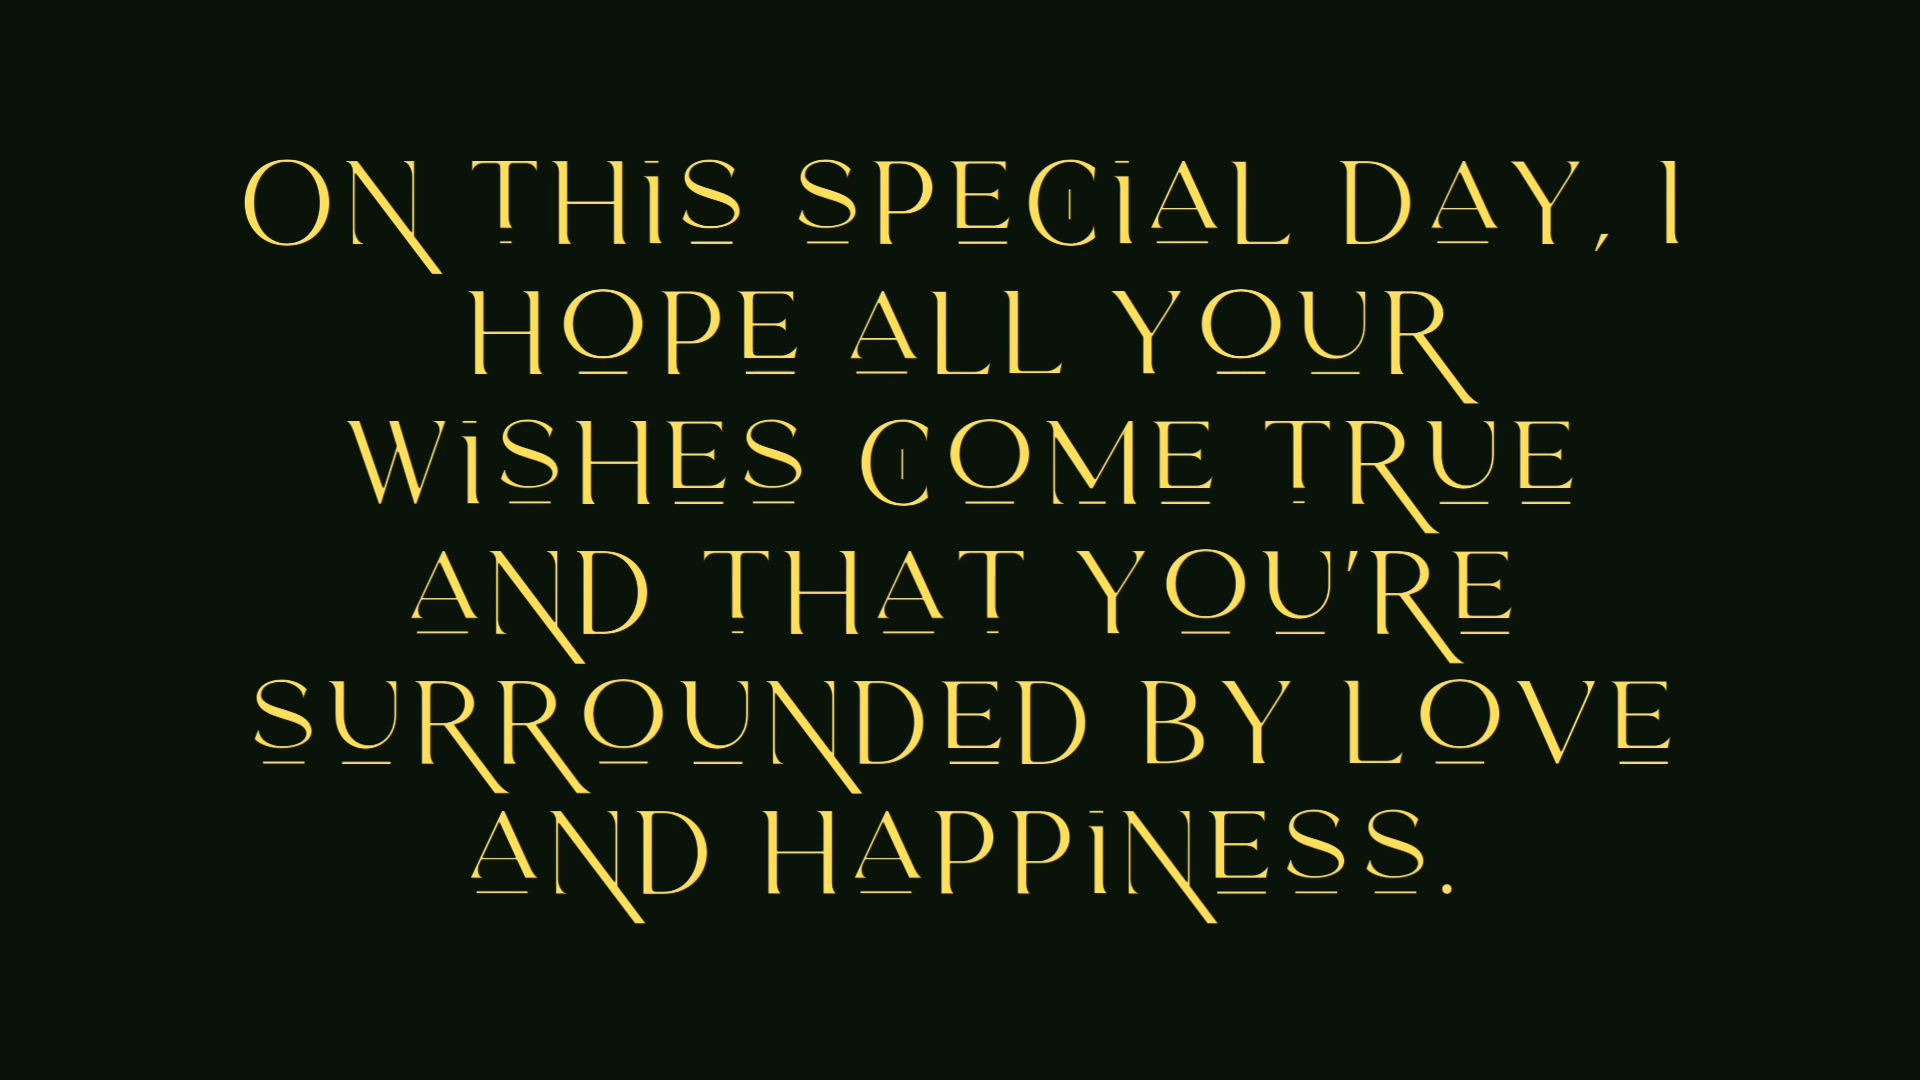 ON THiS SPECiAL DAY, I
HOPE ALL YOUR
WiSHES COME TRUE
AND THAT YOU'RE
SURROUNDED BY LOVE
AND HAPPiNESS.